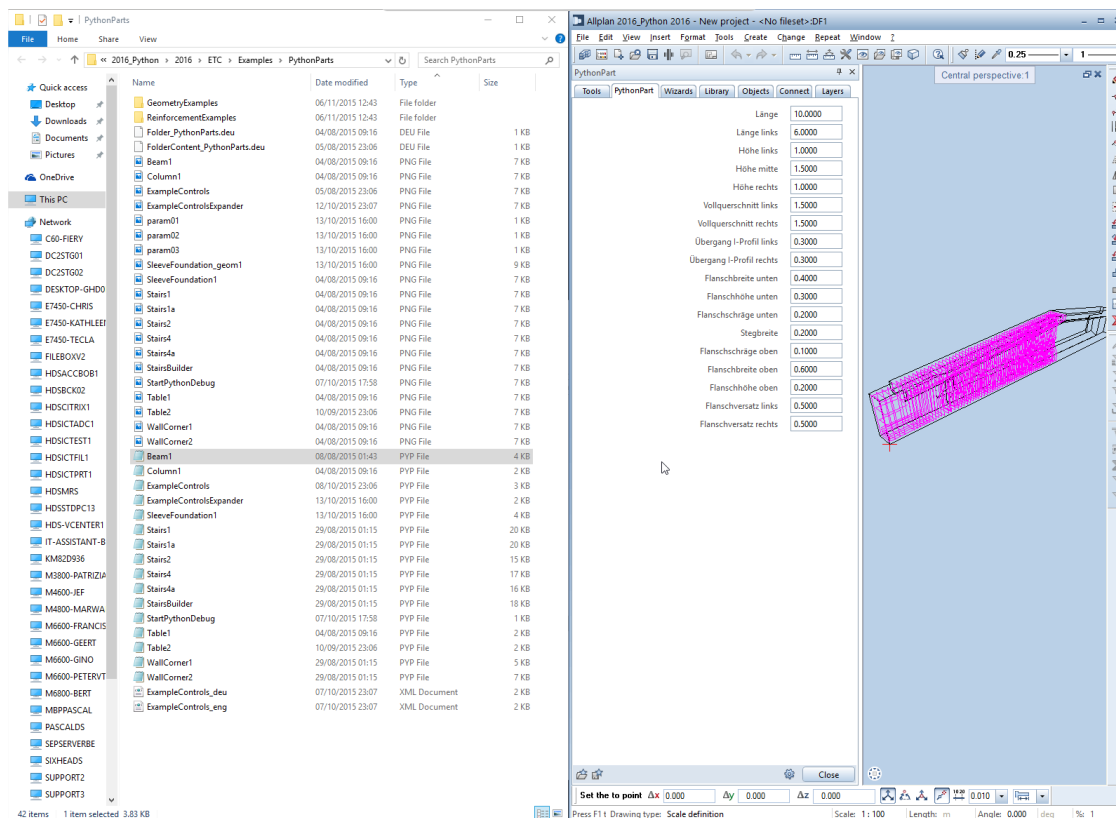 PythonParts
File Home Share View
« 2016_Python › 2016 › ETC › Examples › PythonParts
Search PythonParts
Quick access
Desktop
Downloads
Documents
Pictures
OneDrive
This PC
Network
C60-FIERY
DC2STG01
DC2STG02
DESKTOP-GHD0
E7450-CHRIS
E7450-KATHLEE
E7450-TECLA
FILEBOXV2
HDSACCBOB1
HDSBCK02
HDSCITRIX1
HDSICTADC1
HDSICTEST1
HDSICTFIL1
HDSICTPRT1
HDSMRS
HDSSTDPC13
HDS-VCENTER1
IT-ASSISTANT-B
KM82D936
M3800-PATRIZIA
M4600-JEF
M4800-MARWA
M6600-FRANCIS
M6600-GEERT
M6600-GINO
M6600-PETERVT
M6800-BERT
MBPPASCAL
PASCALDS
SEPSERVERBE
SIXHEADS
SUPPORT2
SUPPORT3
Name Date modified Type Size
GeometryExamples 06/11/2015 12:43 File folder
ReinforcementExamples 06/11/2015 12:43 File folder
Folder_PythonParts.deu 04/08/2015 09:16 DEU File 1 KB
FolderContent_PythonParts.deu 05/08/2015 23:06 DEU File 1 KB
Beam1 04/08/2015 09:16 PNG File 7 KB
Column1 04/08/2015 09:16 PNG File 7 KB
ExampleControls 05/08/2015 23:06 PNG File 7 KB
ExampleControlsExpander 12/10/2015 23:07 PNG File 7 KB
param01 13/10/2015 16:00 PNG File 1 KB
param02 13/10/2015 16:00 PNG File 1 KB
param03 13/10/2015 16:00 PNG File 1 KB
SleeveFoundation_geom1 13/10/2015 16:00 PNG File 9 KB
SleeveFoundation1 04/08/2015 09:16 PNG File 7 KB
Stairs1 04/08/2015 09:16 PNG File 7 KB
Stairs1a 04/08/2015 09:16 PNG File 7 KB
Stairs2 04/08/2015 09:16 PNG File 7 KB
Stairs4 04/08/2015 09:16 PNG File 7 KB
Stairs4a 04/08/2015 09:16 PNG File 7 KB
StairsBuilder 04/08/2015 09:16 PNG File 7 KB
StartPythonDebug 07/10/2015 17:58 PNG File 7 KB
Table1 04/08/2015 09:16 PNG File 7 KB
Table2 10/09/2015 23:06 PNG File 7 KB
WallCorner1 04/08/2015 09:16 PNG File 7 KB
WallCorner2 04/08/2015 09:16 PNG File 7 KB
Beam1 08/08/2015 01:43 PYP File 4 KB
Column1 04/08/2015 09:16 PYP File 2 KB
ExampleControls 08/10/2015 23:06 PYP File 3 KB
ExampleControlsExpander 13/10/2015 16:00 PYP File 2 KB
SleeveFoundation1 13/10/2015 16:00 PYP File 4 KB
Stairs1 29/08/2015 01:15 PYP File 20 KB
Stairs1a 29/08/2015 01:15 PYP File 20 KB
Stairs2 29/08/2015 01:15 PYP File 15 KB
Stairs4 29/08/2015 01:15 PYP File 17 KB
Stairs4a 29/08/2015 01:15 PYP File 16 KB
StairsBuilder 29/08/2015 01:15 PYP File 18 KB
StartPythonDebug 07/10/2015 17:58 PYP File 1 KB
Table1 04/08/2015 09:16 PYP File 2 KB
Table2 10/09/2015 23:06 PYP File 2 KB
WallCorner1 29/08/2015 01:15 PYP File 5 KB
WallCorner2 29/08/2015 01:15 PYP File 7 KB
ExampleControls_deu 07/10/2015 23:07 XML Document 2 KB
ExampleControls_eng 07/10/2015 23:07 XML Document 2 KB
42 items 1 item selected 3.83 KB
Allplan 2016_Python 2016 - New project - <No fileset>:DF1
File Edit View Insert Format Tools Create Change Repeat Window ?
0.25 1
PythonPart
Tools PythonPart Wizards Library Objects Connect Layers
Länge 10.0000
Länge links 6.0000
Höhe links 1.0000
Höhe mitte 1.5000
Höhe rechts 1.0000
Vollquerschnitt links 1.5000
Vollquerschnitt rechts 1.5000
Übergang I-Profil links 0.3000
Übergang I-Profil rechts 0.3000
Flanschbreite unten 0.4000
Flanschhöhe unten 0.3000
Flanschschräge unten 0.2000
Stegbreite 0.2000
Flanschschräge oben 0.1000
Flanschbreite oben 0.6000
Flanschhöhe oben 0.2000
Flanschversatz links 0.5000
Flanschversatz rechts 0.5000
Close
Central perspective:1
Set the to point Δx 0.000 Δy 0.000 Δz 0.000 0.010
Press F1 t Drawing type: Scale definition Scale: 1 : 100 Length: m Angle: 0.000 deg %: 1